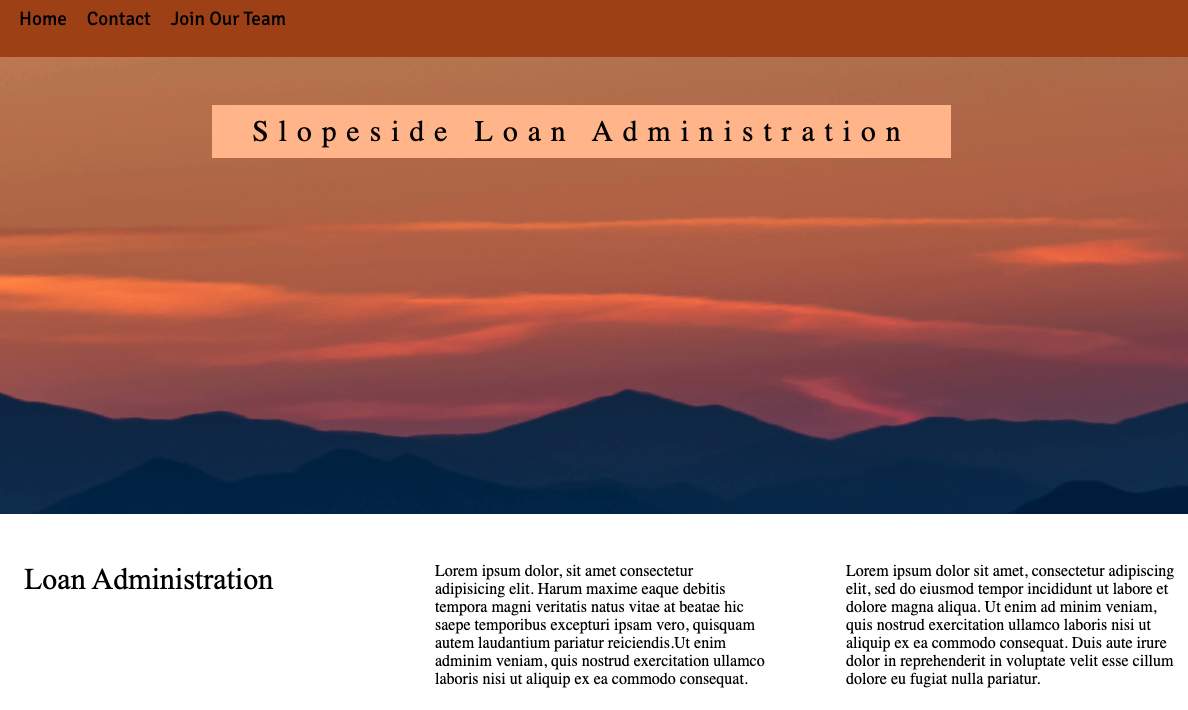 Home Contact Join Our Team
Slopeside Loan Administration
Loan Administration
Lorem ipsum dolor, sit amet consectetur
adipisicing elit. Harum maxime eaque debitis
tempora magni veritatis natus vitae at beatae hic
saepe temporibus excepturi ipsam vero, quisquam
autem laudantium pariatur reiciendis.Ut enim
adminim veniam, quis nostrud exercitation ullamco
laboris nisi ut aliquip ex ea commodo consequat.
Lorem ipsum dolor sit amet, consectetur adipiscing
elit, sed do eiusmod tempor incididunt ut labore et
dolore magna aliqua. Ut enim ad minim veniam,
quis nostrud exercitation ullamco laboris nisi ut
aliquip ex ea commodo consequat. Duis aute irure
dolor in reprehenderit in voluptate velit esse cillum
dolore eu fugiat nulla pariatur.